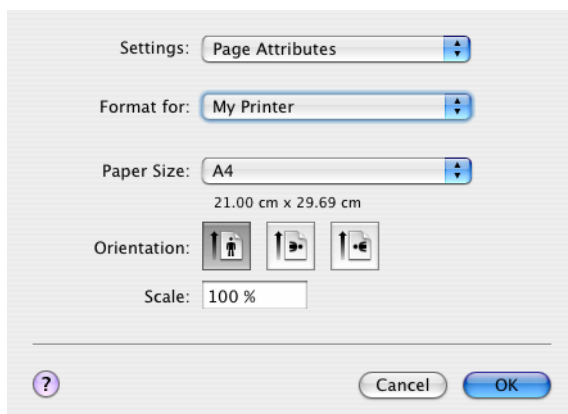 Settings: Page Attributes
Format for: My Printer
Paper Size: A4
21.00 cm x 29.69 cm
Orientation:
Scale: 100 %
?
Cancel OK